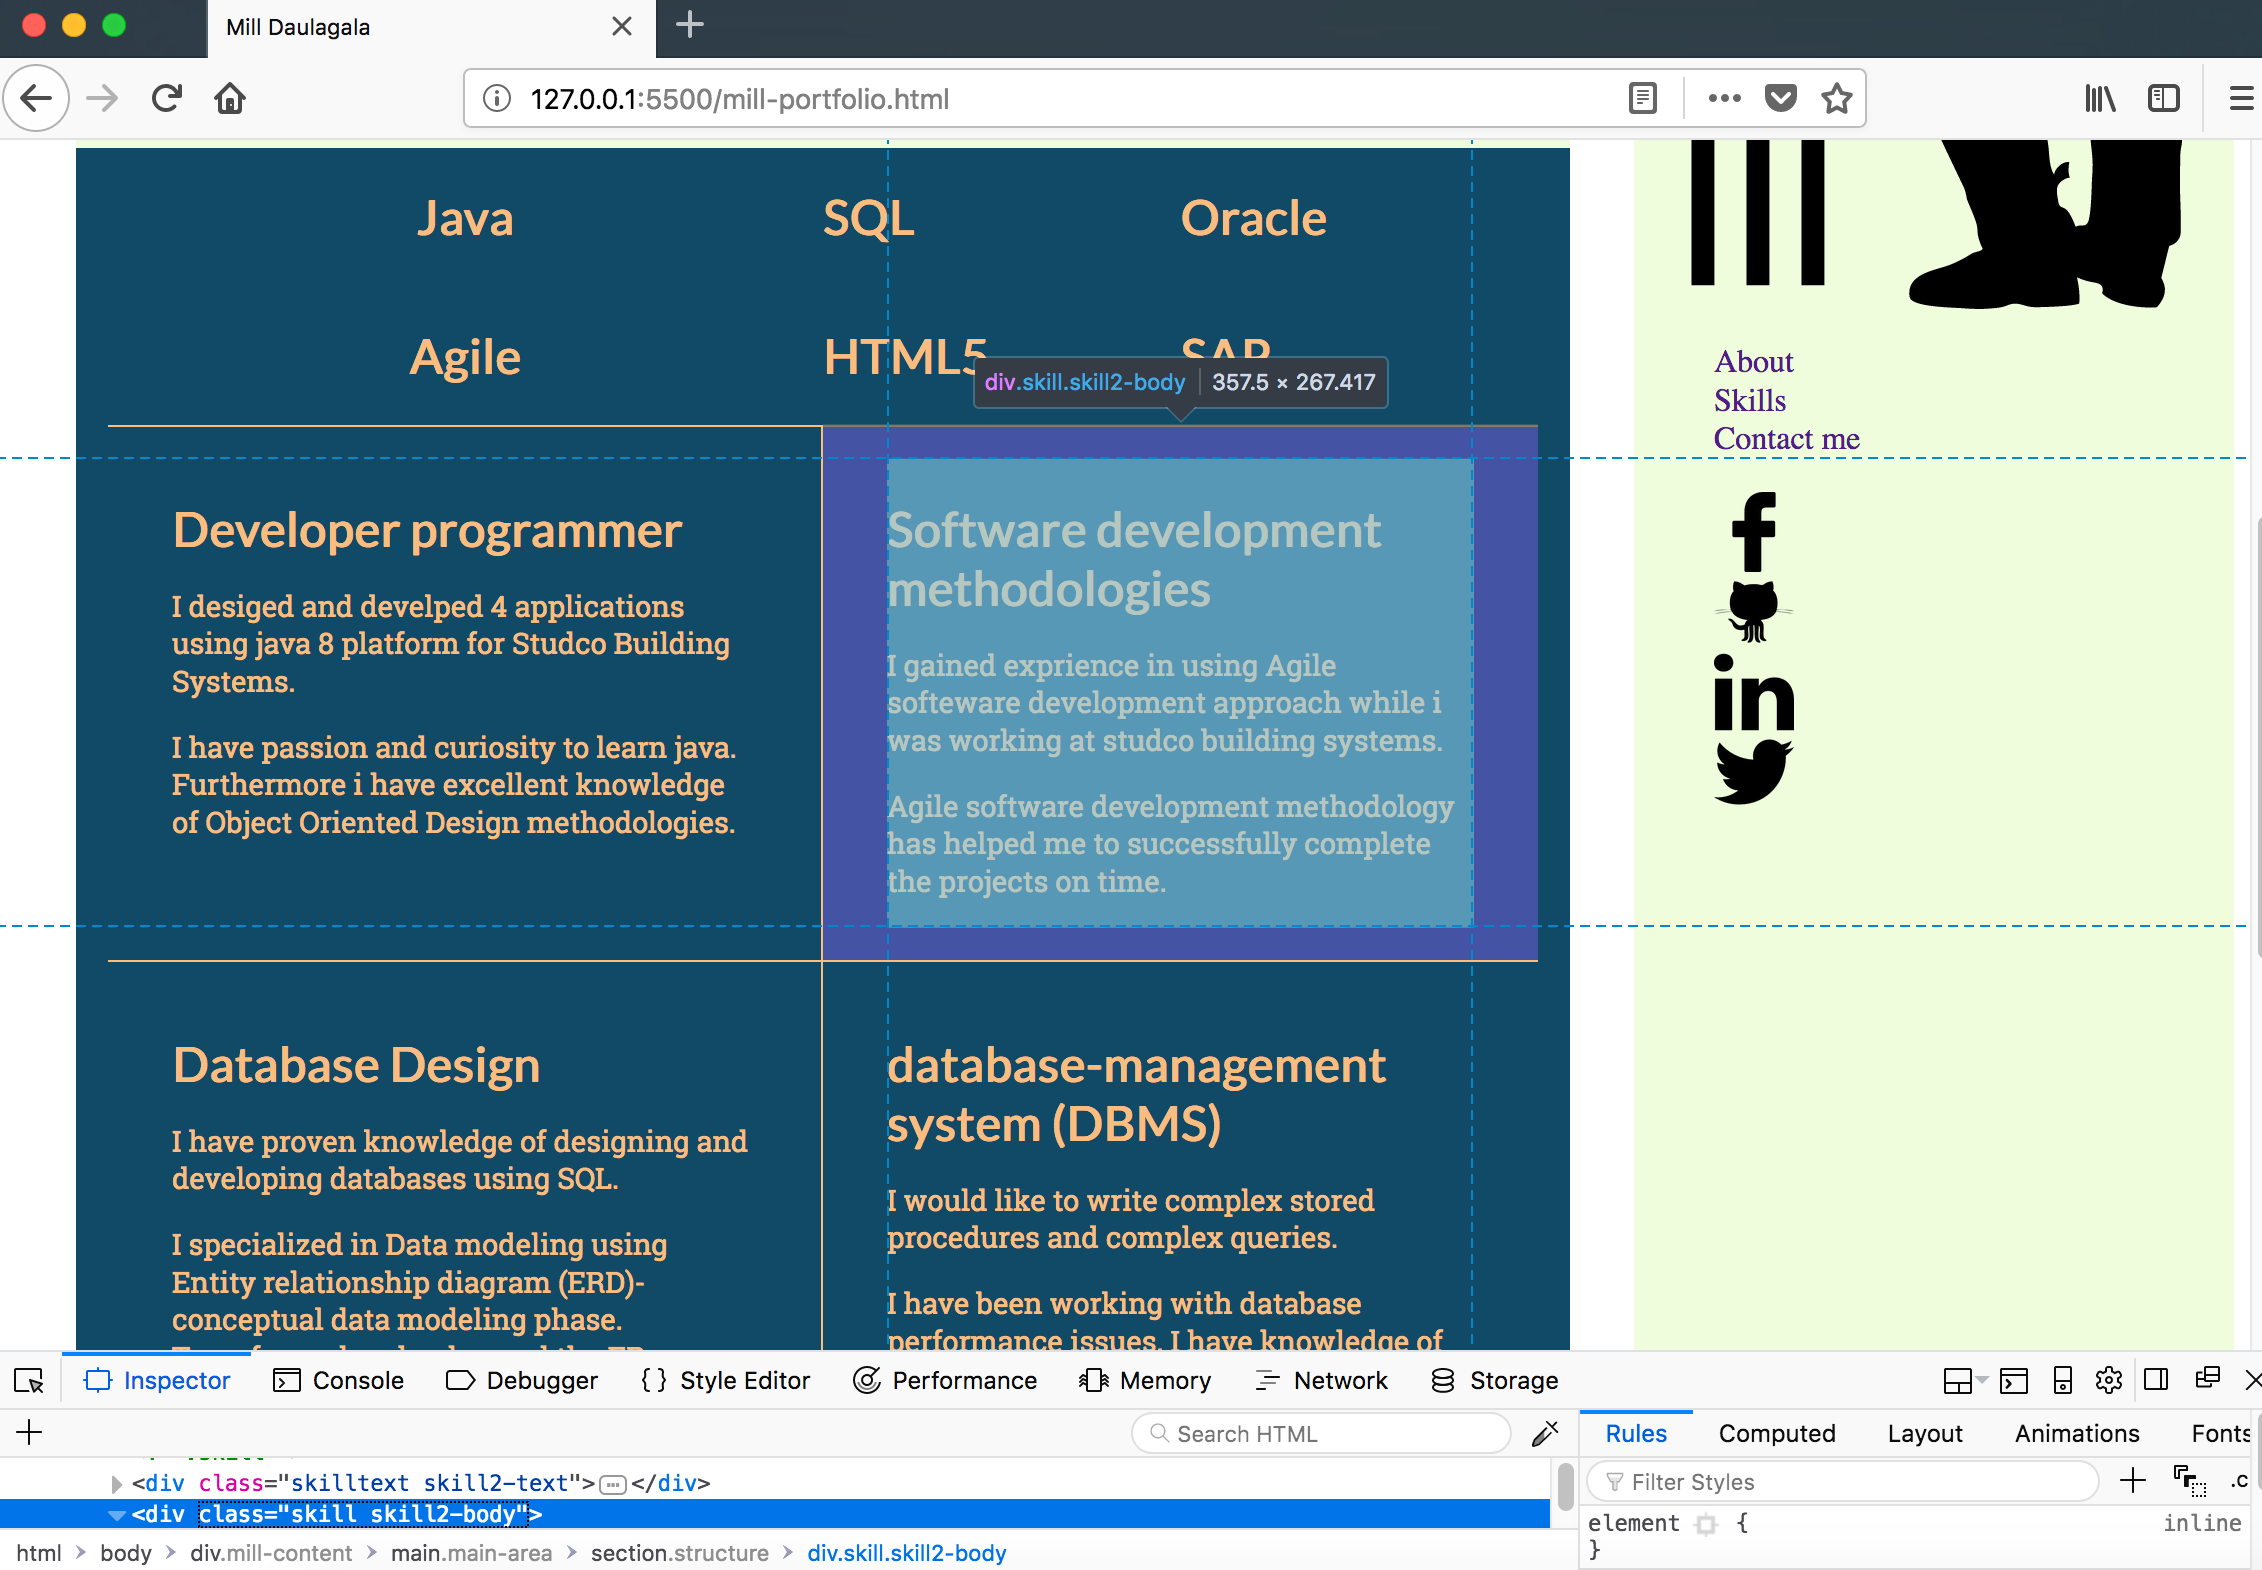 Mill Daulagala
127.0.0.1:5500/mill-portfolio.html
Java SQL Oracle
Agile HTML5 SAP
div.skill.skill2-body 357.5 × 267.417
Developer programmer
I desiged and develped 4 applications
using java 8 platform for Studco Building
Systems.
I have passion and curiosity to learn java.
Furthermore i have excellent knowledge
of Object Oriented Design methodologies.
Software development
methodologies
I gained exprience in using Agile
softeware development approach while i
was working at studco building systems.
Agile software development methodology
has helped me to successfully complete
the projects on time.
Database Design
I have proven knowledge of designing and
developing databases using SQL.
I specialized in Data modeling using
Entity relationship diagram (ERD)-
conceptual data modeling phase.
database-management
system (DBMS)
I would like to write complex stored
procedures and complex queries.
I have been working with database
performance issues. I have knowledge of
About
Skills
Contact me
in
Inspector Console Debugger { } Style Editor Performance Memory Network Storage
Search HTML
<div class="skilltext skill2-text">…</div>
<div class="skill skill2-body">
html body div.mill-content main.main-area section.structure div.skill.skill2-body
Rules Computed Layout Animations Fonts
Filter Styles .c
element { inline
}